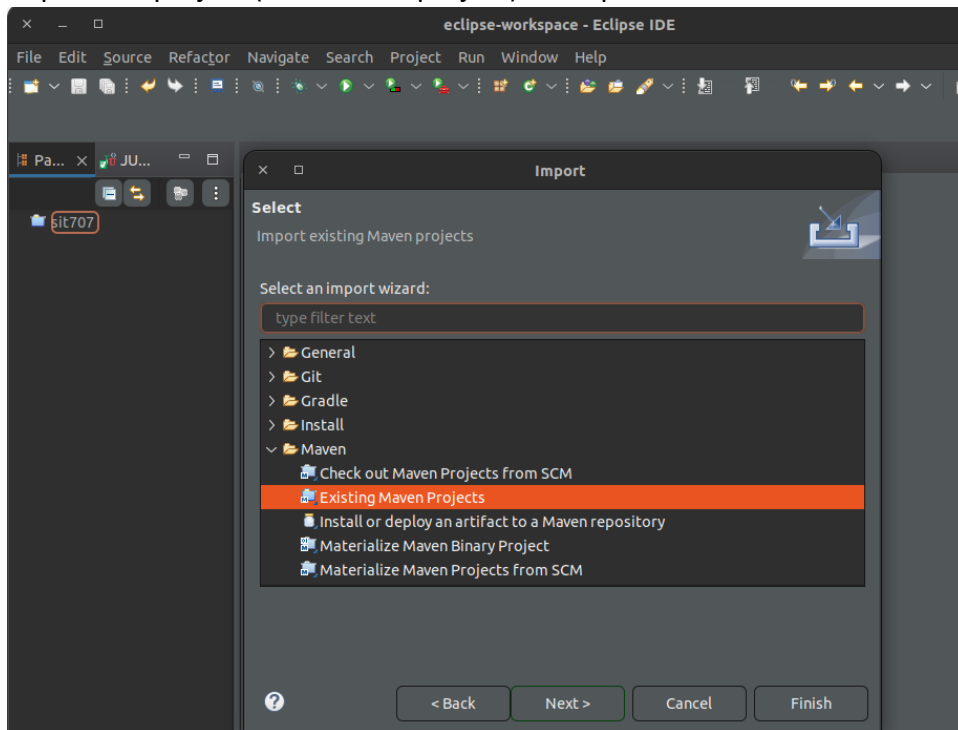 eclipse-workspace - Eclipse IDE
File Edit Source Refactor Navigate Search Project Run Window Help
Pa... JU...
sit707
Import
Select
Import existing Maven projects
Select an import wizard:
type filter text
General
Git
Gradle
Install
Maven
Check out Maven Projects from SCM
Existing Maven Projects
Install or deploy an artifact to a Maven repository
Materialize Maven Binary Project
Materialize Maven Projects from SCM
< Back Next > Cancel Finish